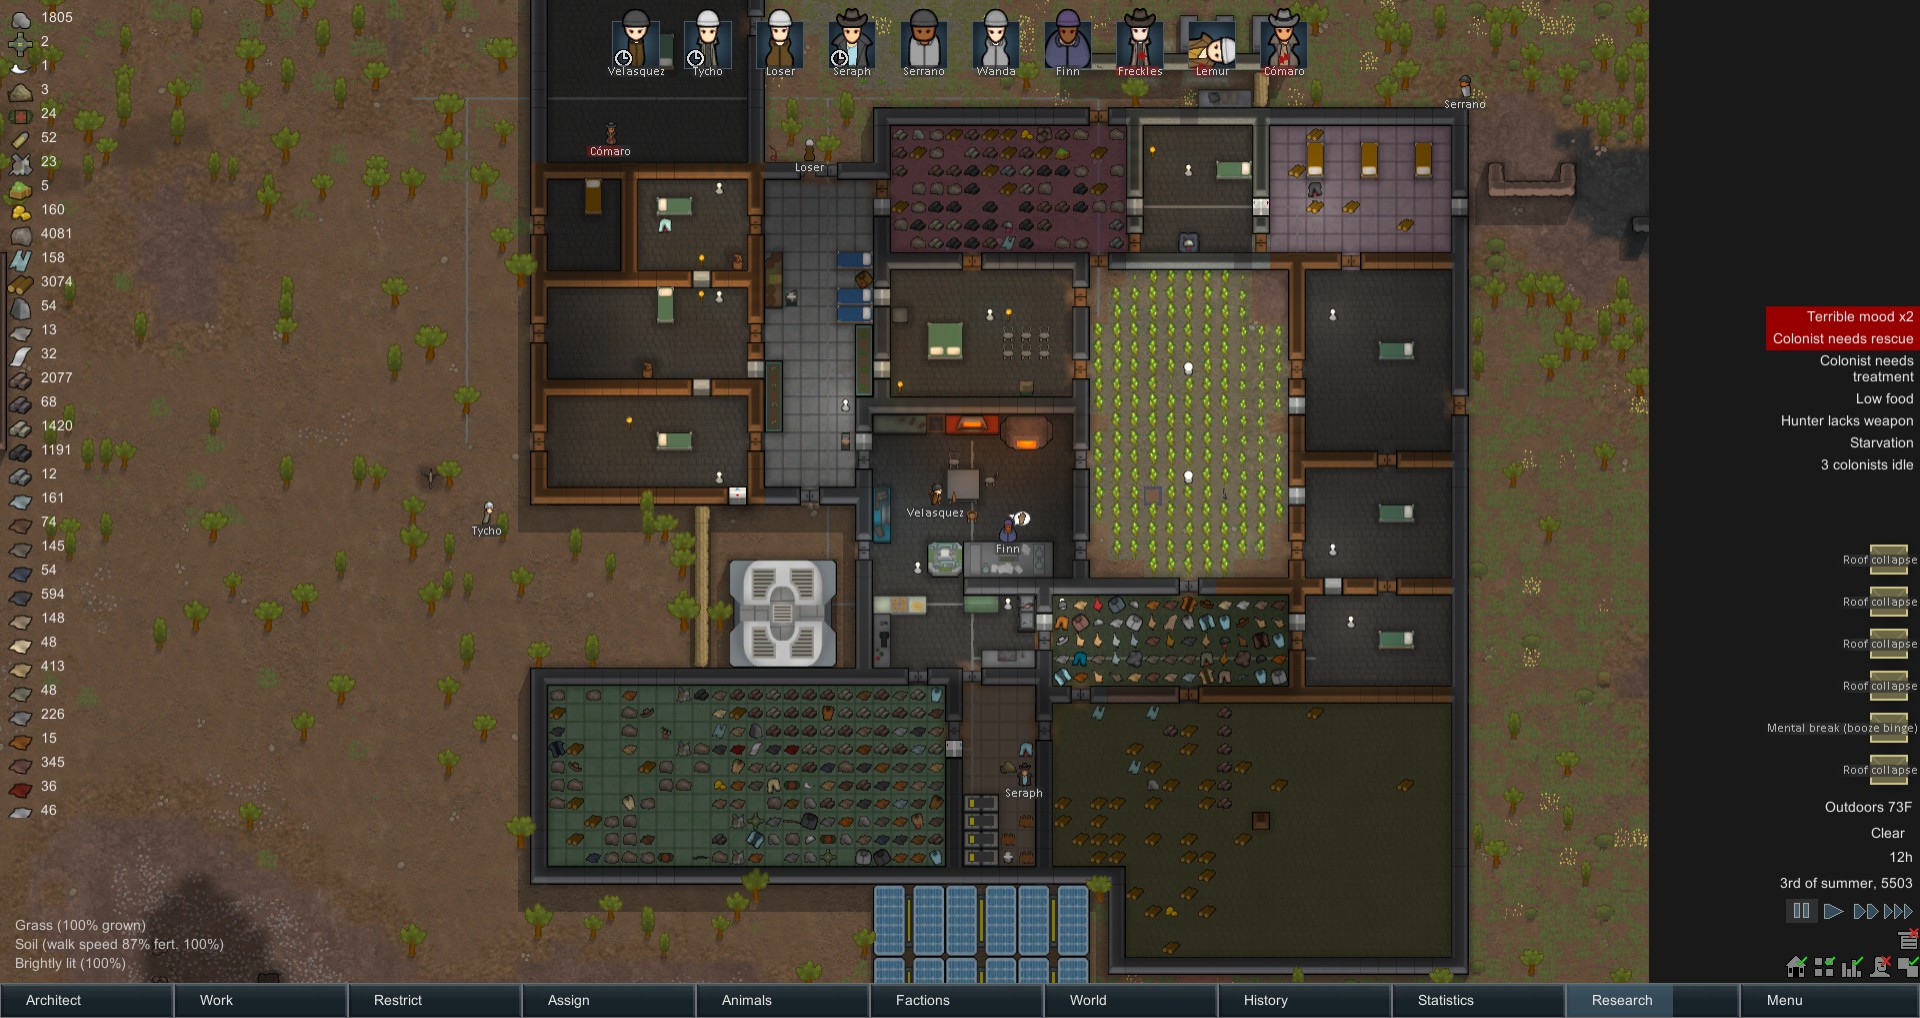 1805
2
1
3
24
52
23
5
160
4081
158
3074
54
13
32
2077
68
1420
1191
12
161
74
145
54
594
148
48
413
48
226
15
345
36
46
Velasquez
Tycho
Loser
Seraph
Serrano
Wanda
Finn
Freckles
Lemur
Cómaro
Serrano
Cómaro
Loser
Velasquez
Finn
Tycho
Seraph
Terrible mood x2
Colonist needs rescue
Colonist needs
treatment
Low food
Hunter lacks weapon
Starvation
3 colonists idle
Roof collapse
Roof collapse
Roof collapse
Roof collapse
Mental break (booze binge)
Roof collapse
Outdoors 73F
Clear
12h
3rd of summer, 5503
Grass (100% grown)
Soil (walk speed 87% fert. 100%)
Brightly lit (100%)
Architect
Work
Restrict
Assign
Animals
Factions
World
History
Statistics
Research
Menu